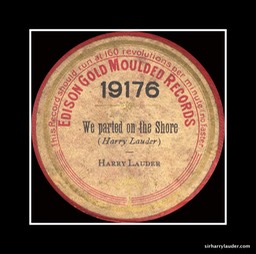 This Record should run at 160 revolutions per minute no faster
EDISON GOLD MOULDED RECORDS
19176
We parted on the Shore
(Harry Lauder)
HARRY LAUDER
sirharrylauder.com